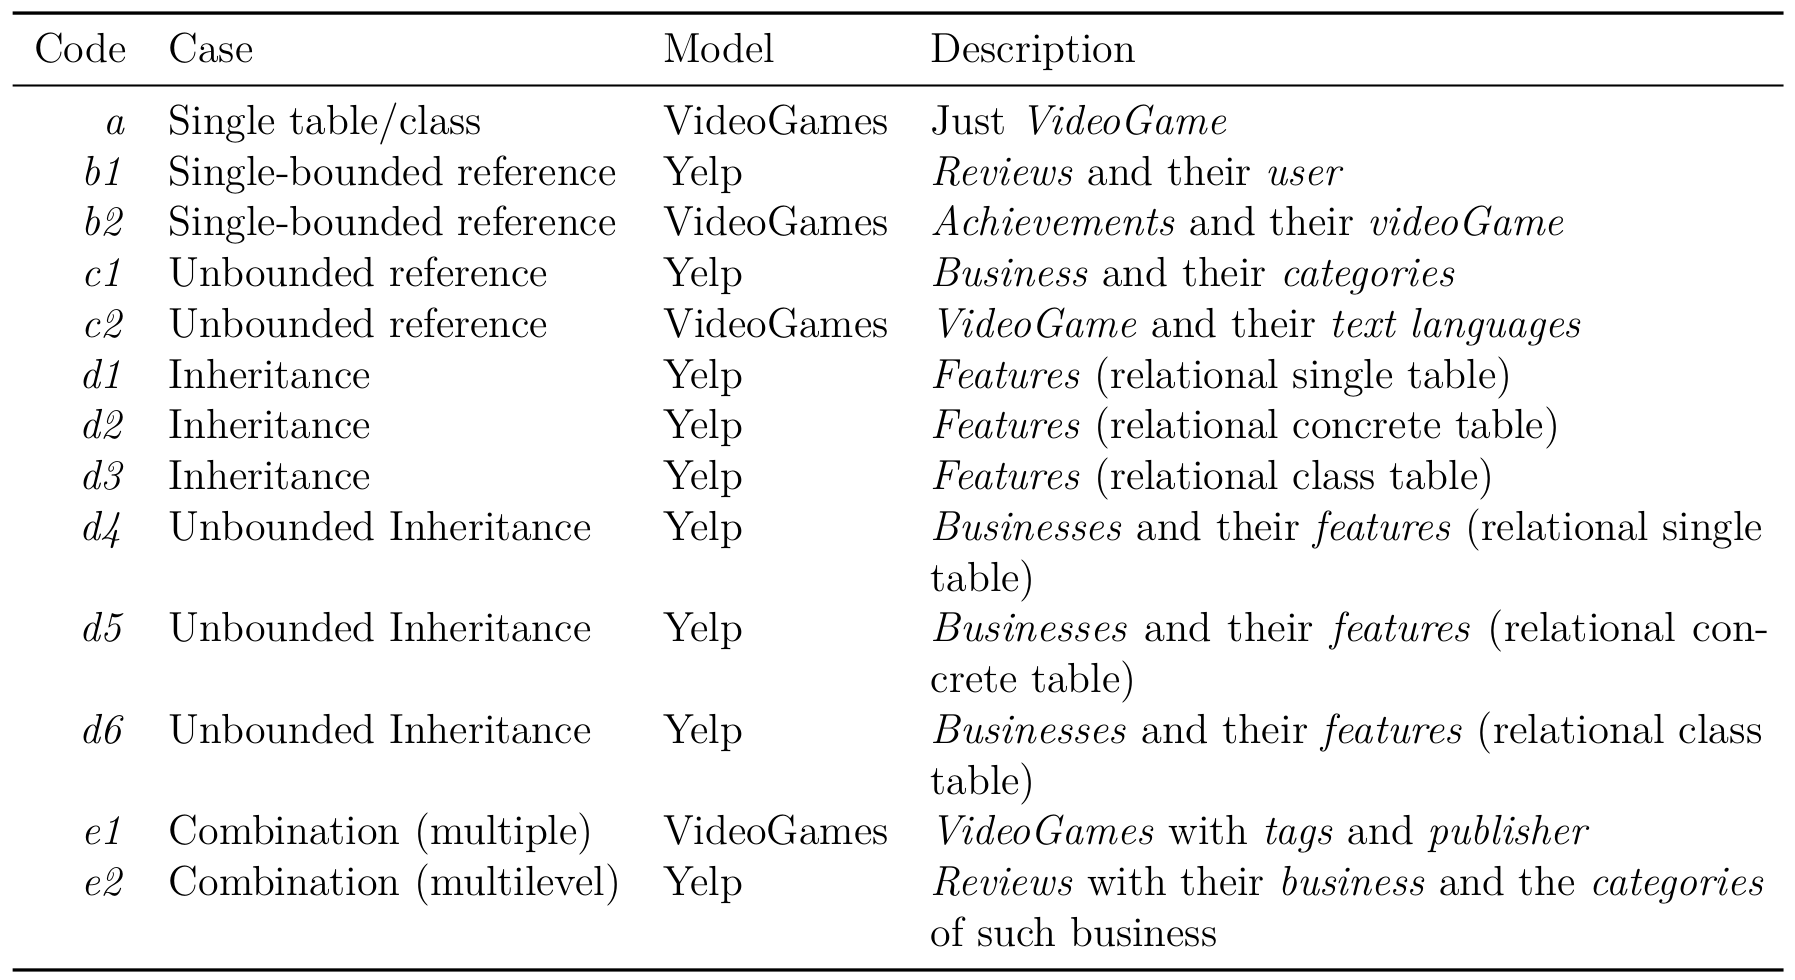 Code Case Model Description
a Single table/class VideoGames Just VideoGame
b1 Single-bounded reference Yelp Reviews and their user
b2 Single-bounded reference VideoGames Achievements and their videoGame
c1 Unbounded reference Yelp Business and their categories
c2 Unbounded reference VideoGames VideoGame and their text languages
d1 Inheritance Yelp Features (relational single table)
d2 Inheritance Yelp Features (relational concrete table)
d3 Inheritance Yelp Features (relational class table)
d4 Unbounded Inheritance Yelp Businesses and their features (relational single
table)
d5 Unbounded Inheritance Yelp Businesses and their features (relational con-
crete table)
d6 Unbounded Inheritance Yelp Businesses and their features (relational class
table)
e1 Combination (multiple) VideoGames VideoGames with tags and publisher
e2 Combination (multilevel) Yelp Reviews with their business and the categories
of such business